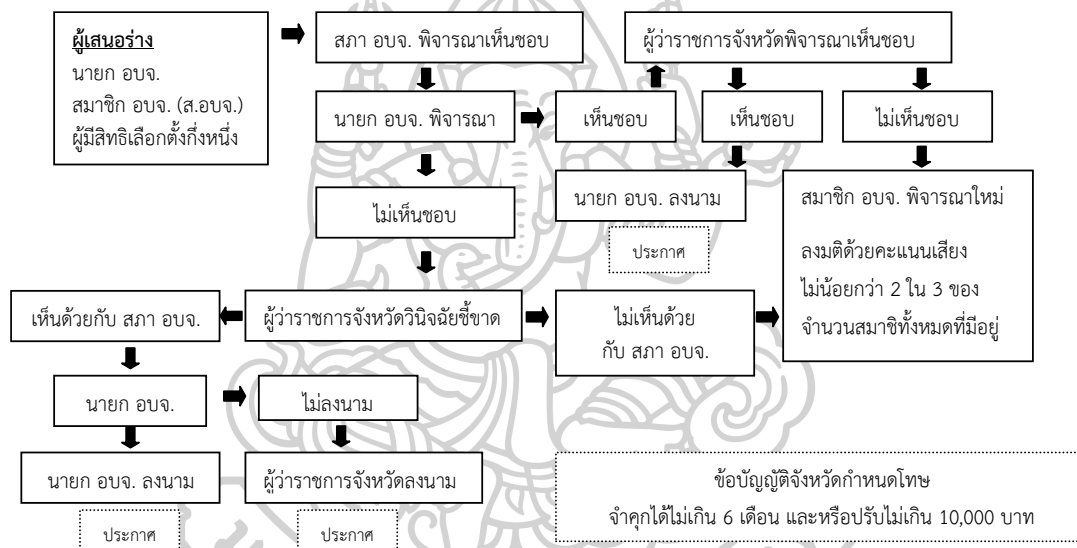 ผู้เสนอร่าง
นายก อบจ.
สมาชิก อบจ. (ส.อบจ.)
ผู้มีสิทธิเลือกตั้งกึ่งหนึ่ง
สภา อบจ. พิจารณาเห็นชอบ
ผู้ว่าราชการจังหวัดพิจารณาเห็นชอบ
นายก อบจ. พิจารณา
เห็นชอบ
เห็นชอบ
ไม่เห็นชอบ
ไม่เห็นชอบ
นายก อบจ. ลงนาม
ประกาศ
สมาชิก อบจ. พิจารณาใหม่
ลงมติด้วยคะแนนเสียง
ไม่น้อยกว่า 2 ใน 3 ของ
จำนวนสมาชิทั้งหมดที่มีอยู่
เห็นด้วยกับ สภา อบจ.
ผู้ว่าราชการจังหวัดวินิจฉัยชี้ขาด
ไม่เห็นด้วย
กับ สภา อบจ.
นายก อบจ.
ไม่ลงนาม
นายก อบจ. ลงนาม
ผู้ว่าราชการจังหวัดลงนาม
ประกาศ
ประกาศ
ข้อบัญญัติจังหวัดกำหนดโทษ
จำคุกได้ไม่เกิน 6 เดือน และหรือปรับไม่เกิน 10,000 บาท